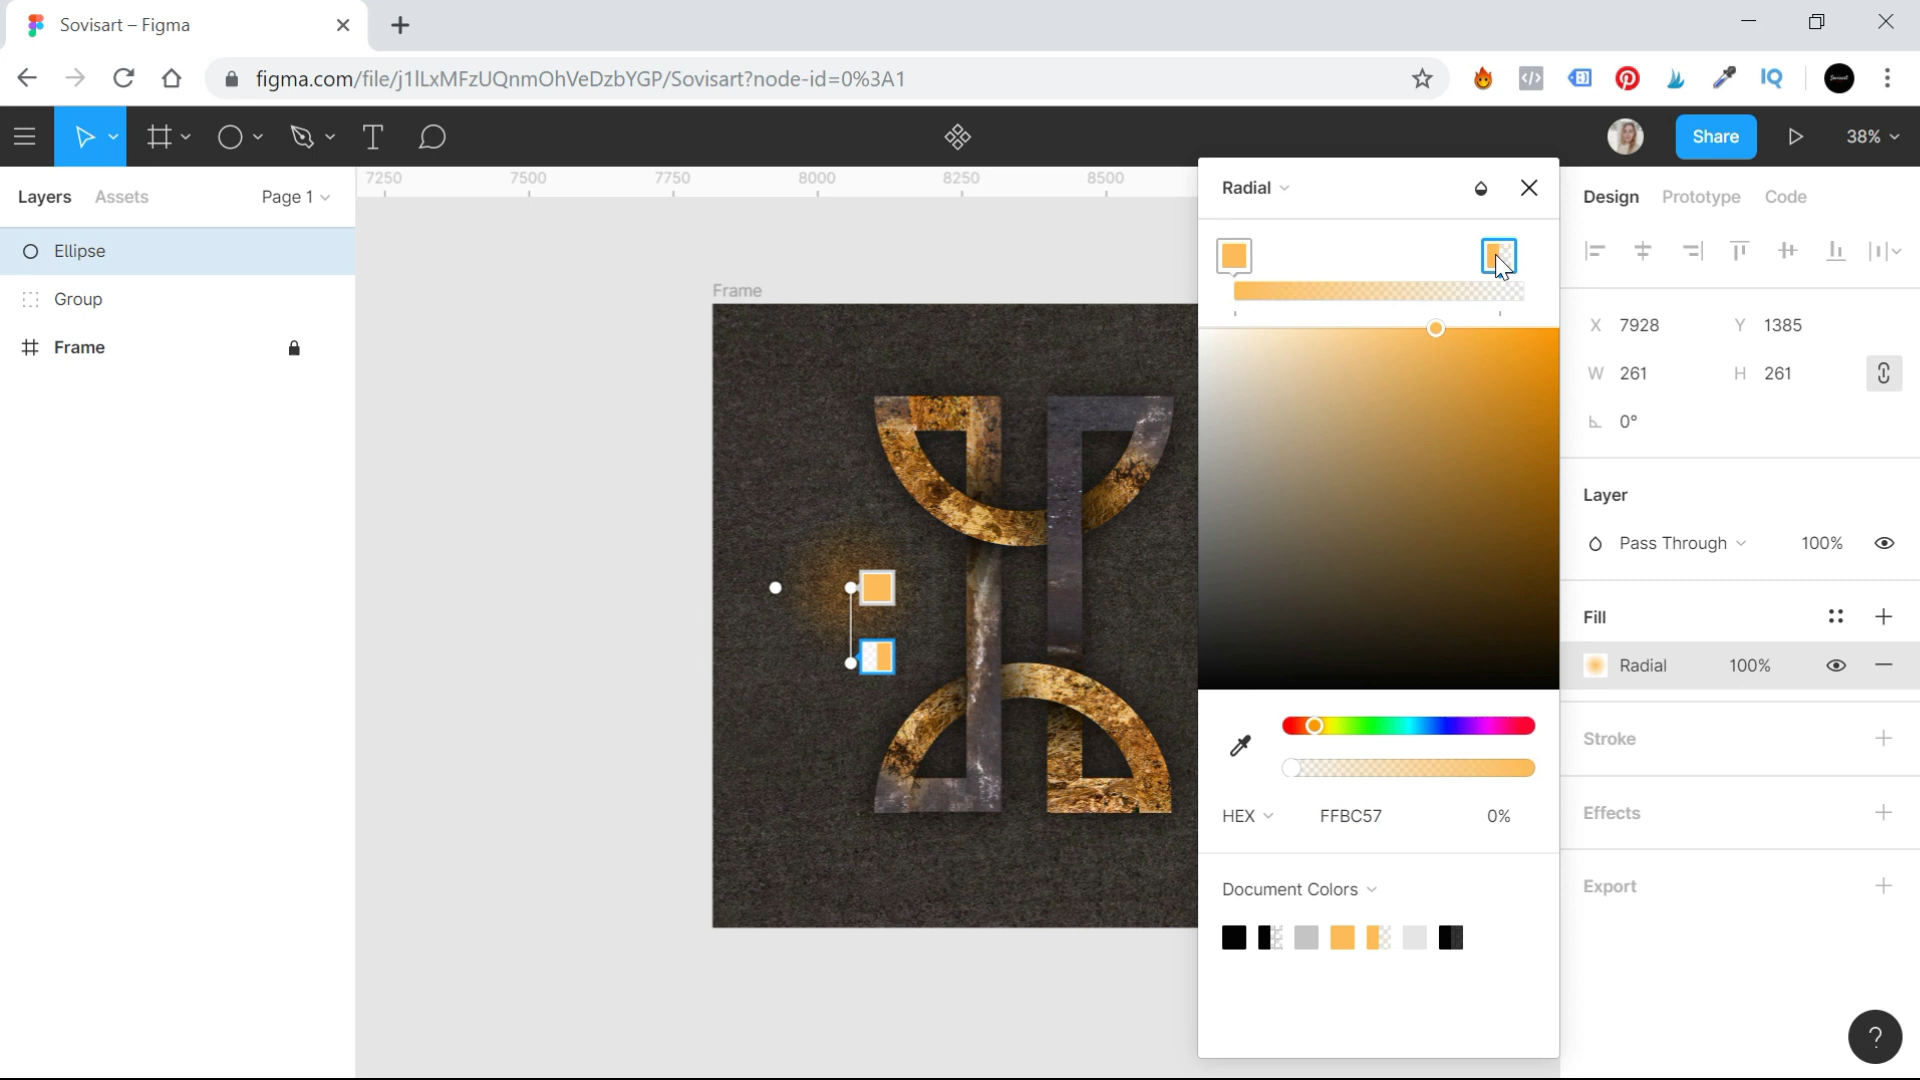 Sovisart – Figma
figma.com/file/j1lLxMFzUQnmOhVeDzbYGP/Sovisart?node-id=0%3A1
Share
38%
Layers
Assets
Page 1
7250
7500
7750
8000
8250
8500
Radial
Design
Prototype
Code
Ellipse
Group
Frame
Frame
X 7928
Y 1385
W 261
H 261
0°
Layer
Pass Through
100%
Fill
Radial
100%
Stroke
Effects
Export
HEX
FFBC57
0%
Document Colors
?